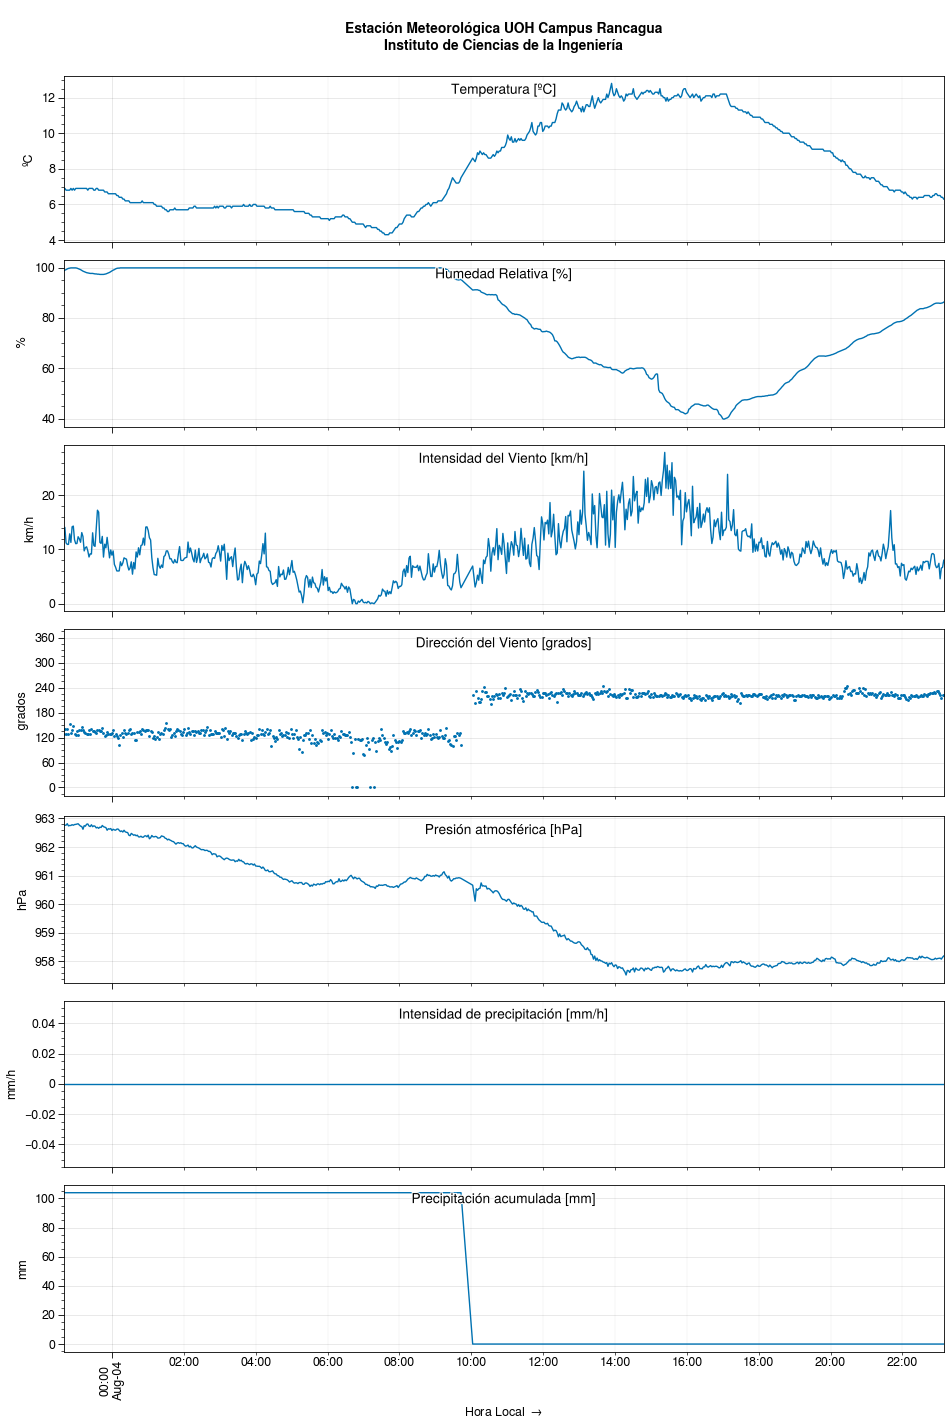 Estación Meteorológica UOH Campus Rancagua
Instituto de Ciencias de la Ingeniería
Temperatura [ºC]
ºC
12
10
8
6
4
Humedad Relativa [%]
%
100
80
60
40
Intensidad del Viento [km/h]
km/h
20
10
0
Dirección del Viento [grados]
grados
360
300
240
180
120
60
0
Presión atmosférica [hPa]
hPa
963
962
961
960
959
958
Intensidad de precipitación [mm/h]
mm/h
0.04
0.02
0
−0.02
−0.04
Precipitación acumulada [mm]
mm
100
80
60
40
20
0
00:00
Aug-04
02:00
04:00
06:00
08:00
10:00
12:00
14:00
16:00
18:00
20:00
22:00
Hora Local →